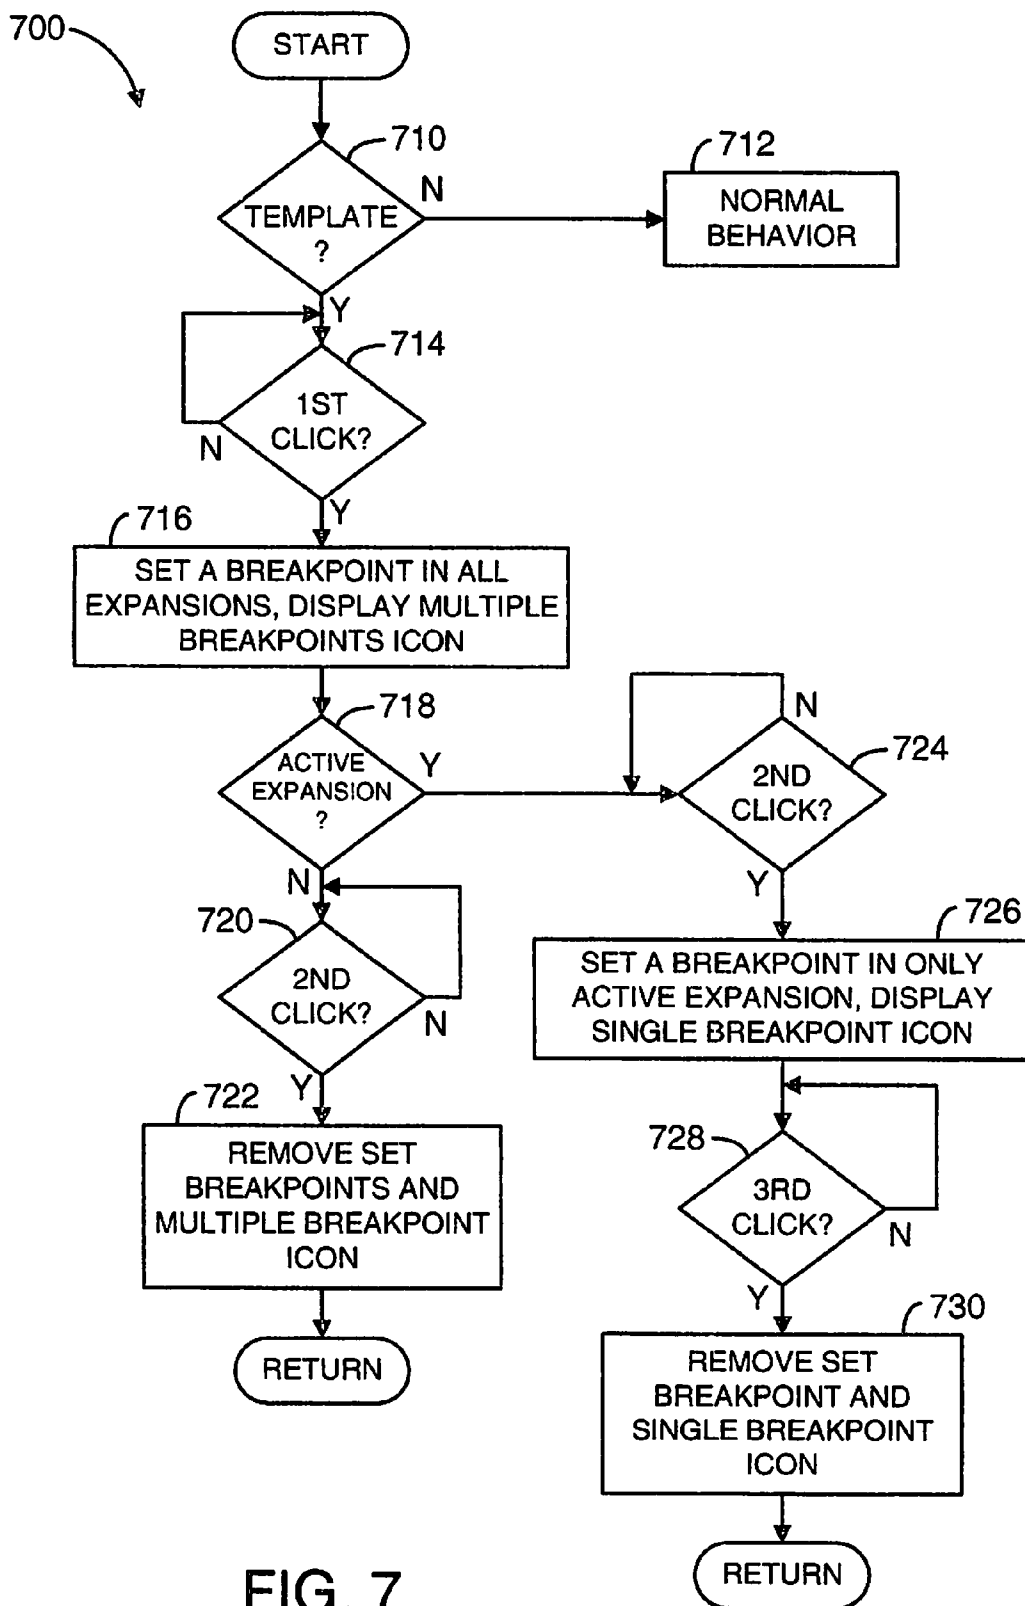 700
START
710
TEMPLATE
?
N
712
NORMAL
BEHAVIOR
Y
714
1ST
CLICK?
N
Y
716
SET A BREAKPOINT IN ALL
EXPANSIONS, DISPLAY MULTIPLE
BREAKPOINTS ICON
718
ACTIVE
EXPANSION
?
Y
N
724
2ND
CLICK?
N
Y
720
2ND
CLICK?
N
Y
726
SET A BREAKPOINT IN ONLY
ACTIVE EXPANSION, DISPLAY
SINGLE BREAKPOINT ICON
722
REMOVE SET
BREAKPOINTS AND
MULTIPLE BREAKPOINT
ICON
RETURN
728
3RD
CLICK?
N
Y
730
REMOVE SET
BREAKPOINT AND
SINGLE BREAKPOINT
ICON
RETURN
FIG. 7